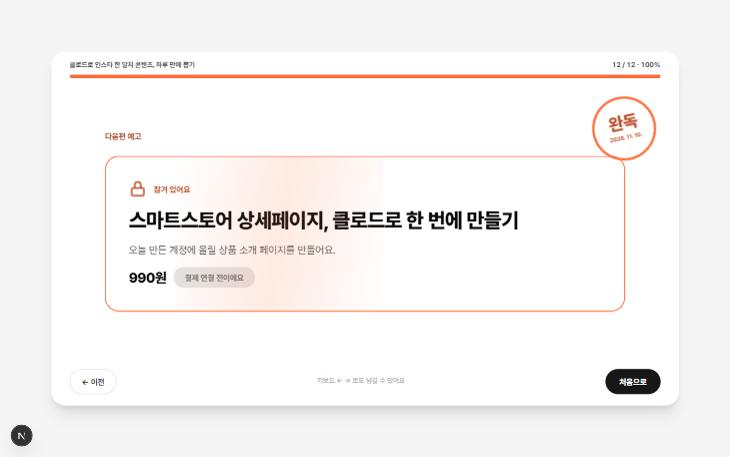 클로드로 인스타 한 달치 콘텐츠, 하루 만에 뽑기
12 / 12 · 100%
완독
2026. 11. 10.
다음편 예고
잠겨 있어요
스마트스토어 상세페이지, 클로드로 한 번에 만들기
오늘 만든 계정에 올릴 상품 소개 페이지를 만들어요.
990원
결제 연결 전이에요
← 이전
키보드 ← → 로도 넘길 수 있어요
처음으로
N